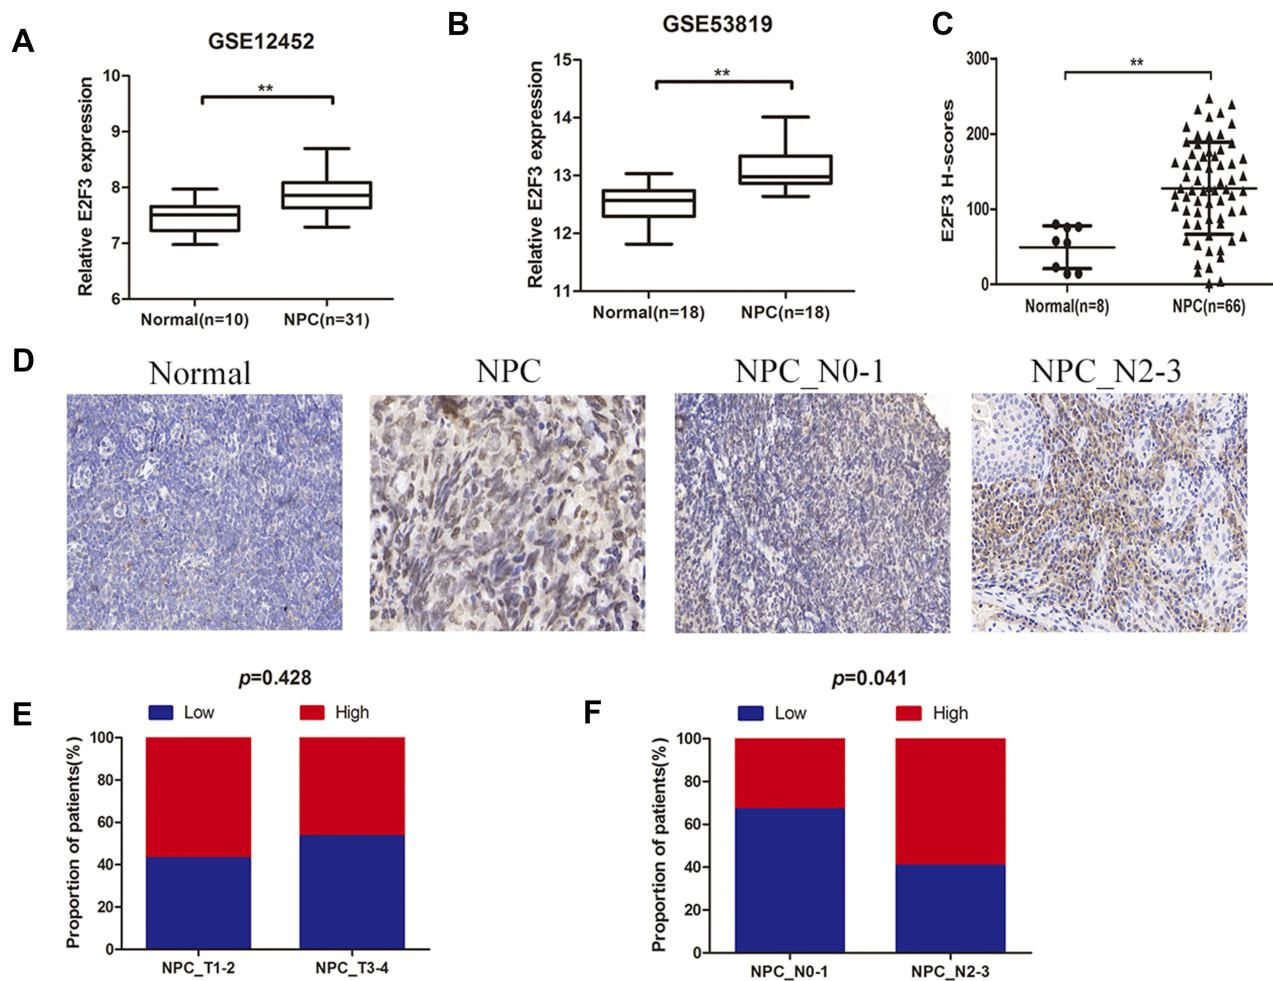 A
GSE12452
**
Relative E2F3 expression
10
9
8
7
6
Normal(n=10)
NPC(n=31)
B
GSE53819
**
Relative E2F3 expression
15
14
13
12
11
Normal(n=18)
NPC(n=18)
C
**
E2F3 H-scores
300
200
100
0
Normal(n=8)
NPC(n=66)
D
Normal
NPC
NPC_N0-1
NPC_N2-3
E
p=0.428
Low
High
Proportion of patients(%)
100
80
60
40
20
0
NPC_T1-2
NPC_T3-4
F
p=0.041
Low
High
Proportion of patients(%)
100
80
60
40
20
0
NPC_N0-1
NPC_N2-3